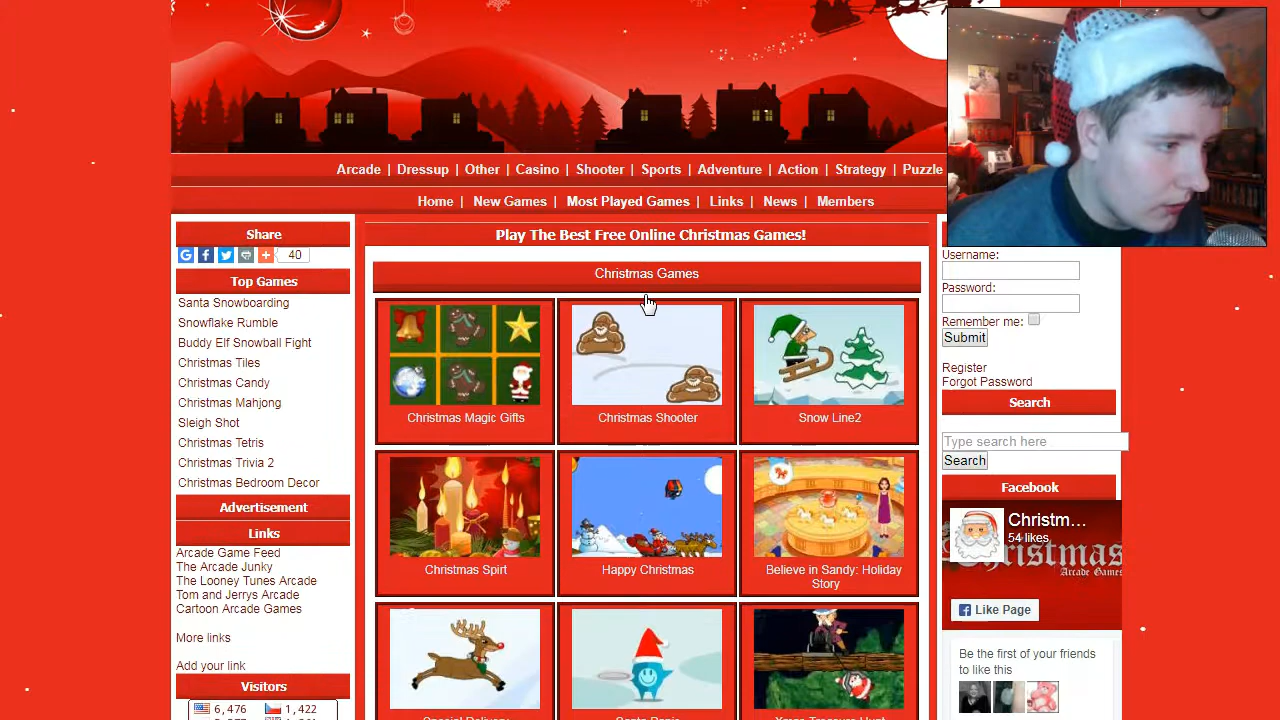 Arcade | Dressup | Other | Casino | Shooter | Sports | Adventure | Action | Strategy | Puzzle
Home | New Games | Most Played Games | Links | News | Members
Share
40
Top Games
Santa Snowboarding
Snowflake Rumble
Buddy Elf Snowball Fight
Christmas Tiles
Christmas Candy
Christmas Mahjong
Sleigh Shot
Christmas Tetris
Christmas Trivia 2
Christmas Bedroom Decor
Advertisement
Links
Arcade Game Feed
The Arcade Junky
The Looney Tunes Arcade
Tom and Jerrys Arcade
Cartoon Arcade Games
More links
Add your link
Visitors
6,476 1,422
Play The Best Free Online Christmas Games!
Christmas Games
Christmas Magic Gifts
Christmas Shooter
Snow Line2
Christmas Spirt
Happy Christmas
Believe in Sandy: Holiday
Story
Username:
Password:
Remember me:
Submit
Register
Forgot Password
Search
Type search here
Search
Facebook
Christm...
54 likes
Christmas
Arcade Games
Like Page
Be the first of your friends
to like this